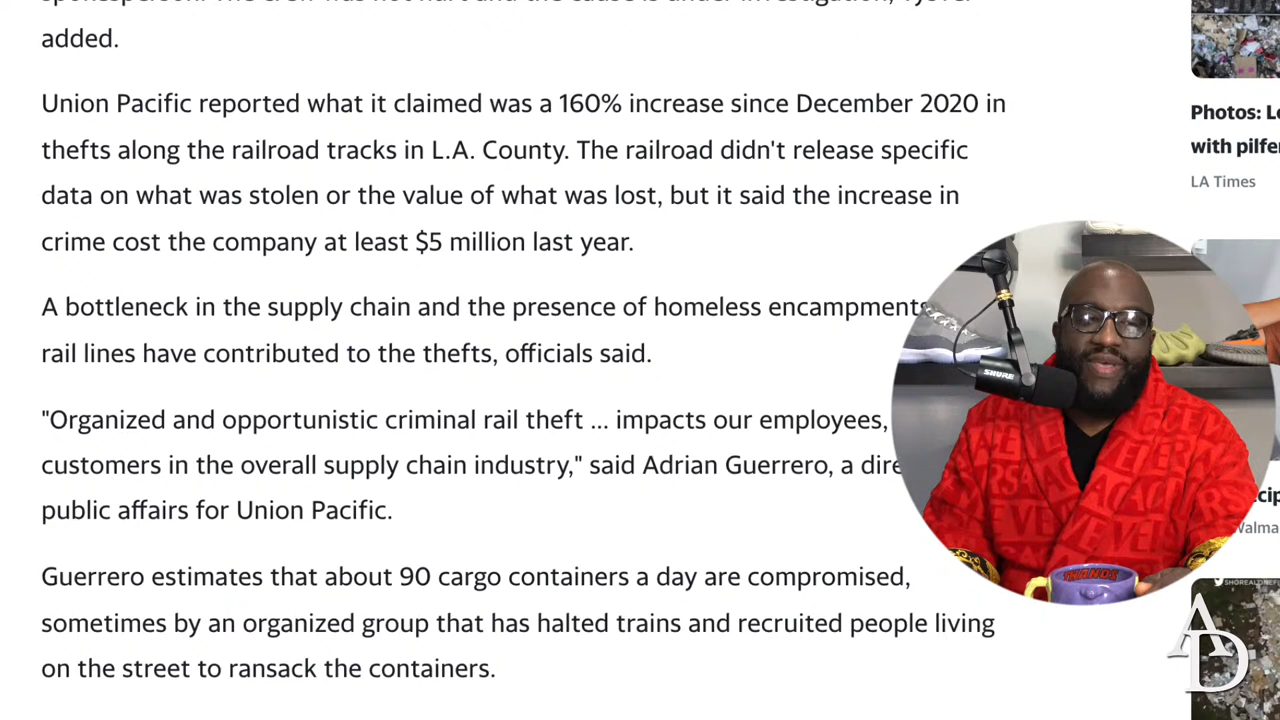 added.
Union Pacific reported what it claimed was a 160% increase since December 2020 in
thefts along the railroad tracks in L.A. County. The railroad didn't release specific
data on what was stolen or the value of what was lost, but it said the increase in
crime cost the company at least $5 million last year.
A bottleneck in the supply chain and the presence of homeless encampments
rail lines have contributed to the thefts, officials said.
"Organized and opportunistic criminal rail theft ... impacts our employees,
customers in the overall supply chain industry," said Adrian Guerrero, a
public affairs for Union Pacific.
Guerrero estimates that about 90 cargo containers a day are compromised,
sometimes by an organized group that has halted trains and recruited people living
on the street to ransack the containers.
Photos:
with
LA Times
SHURE
THANOS
AD